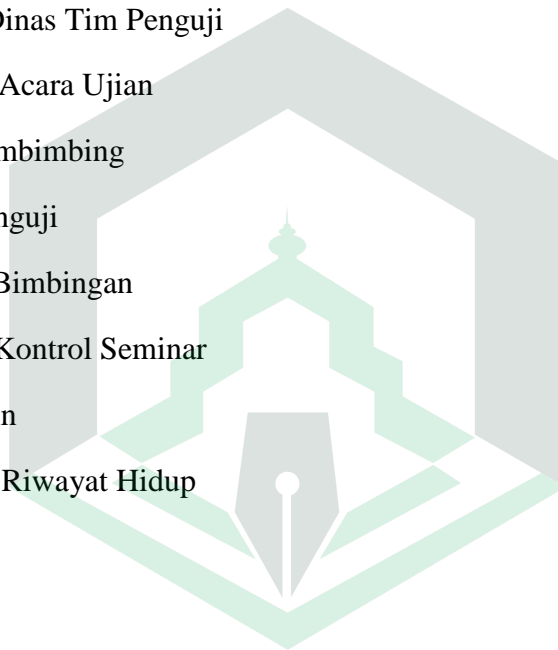 Dinas Tim Penguji
Acara Ujian
mbimbing
nguji
Bimbingan
Kontrol Seminar
n
Riwayat Hidup